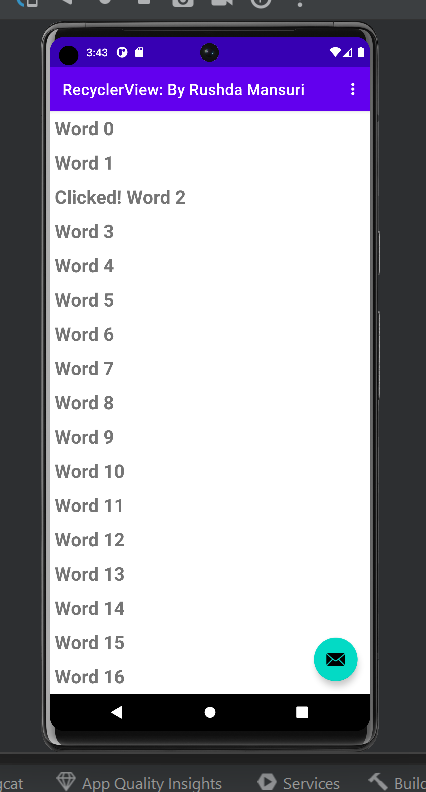 3:43
RecyclerView: By Rushda Mansuri
Word 0
Word 1
Clicked! Word 2
Word 3
Word 4
Word 5
Word 6
Word 7
Word 8
Word 9
Word 10
Word 11
Word 12
Word 13
Word 14
Word 15
Word 16
gcat App Quality Insights Services Builc